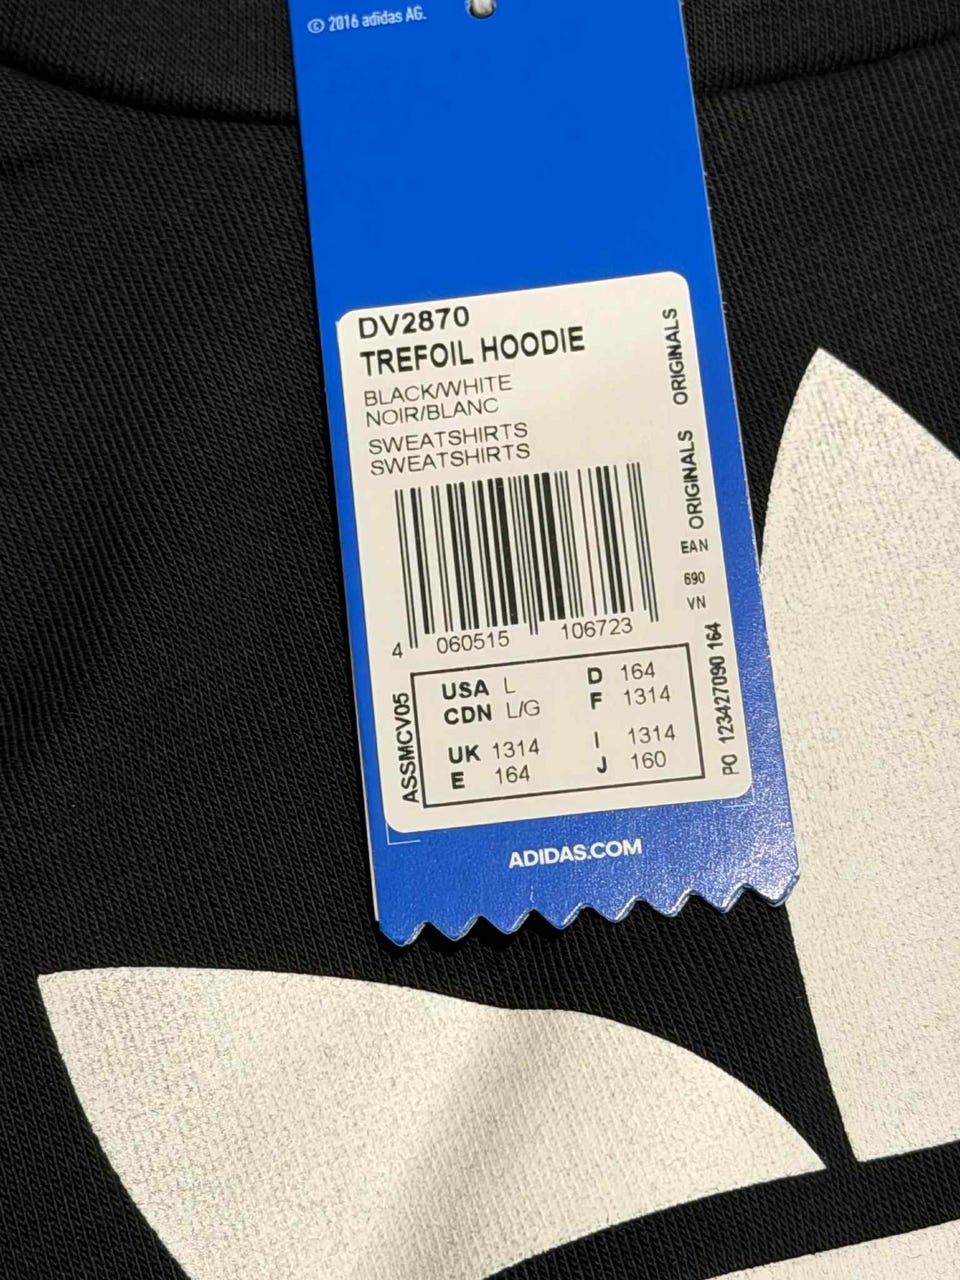 © 2016 adidas AG.
DV2870
TREFOIL HOODIE
BLACK/WHITE
NOIR/BLANC
SWEATSHIRTS
SWEATSHIRTS
ORIGINALS
ORIGINALS
EAN
690
VN
4 060515 106723
ASSMCV05
USA L D 164
CDN L/G F 1314
UK 1314 I 1314
E 164 J 160
PO 123427090 164
ADIDAS.COM